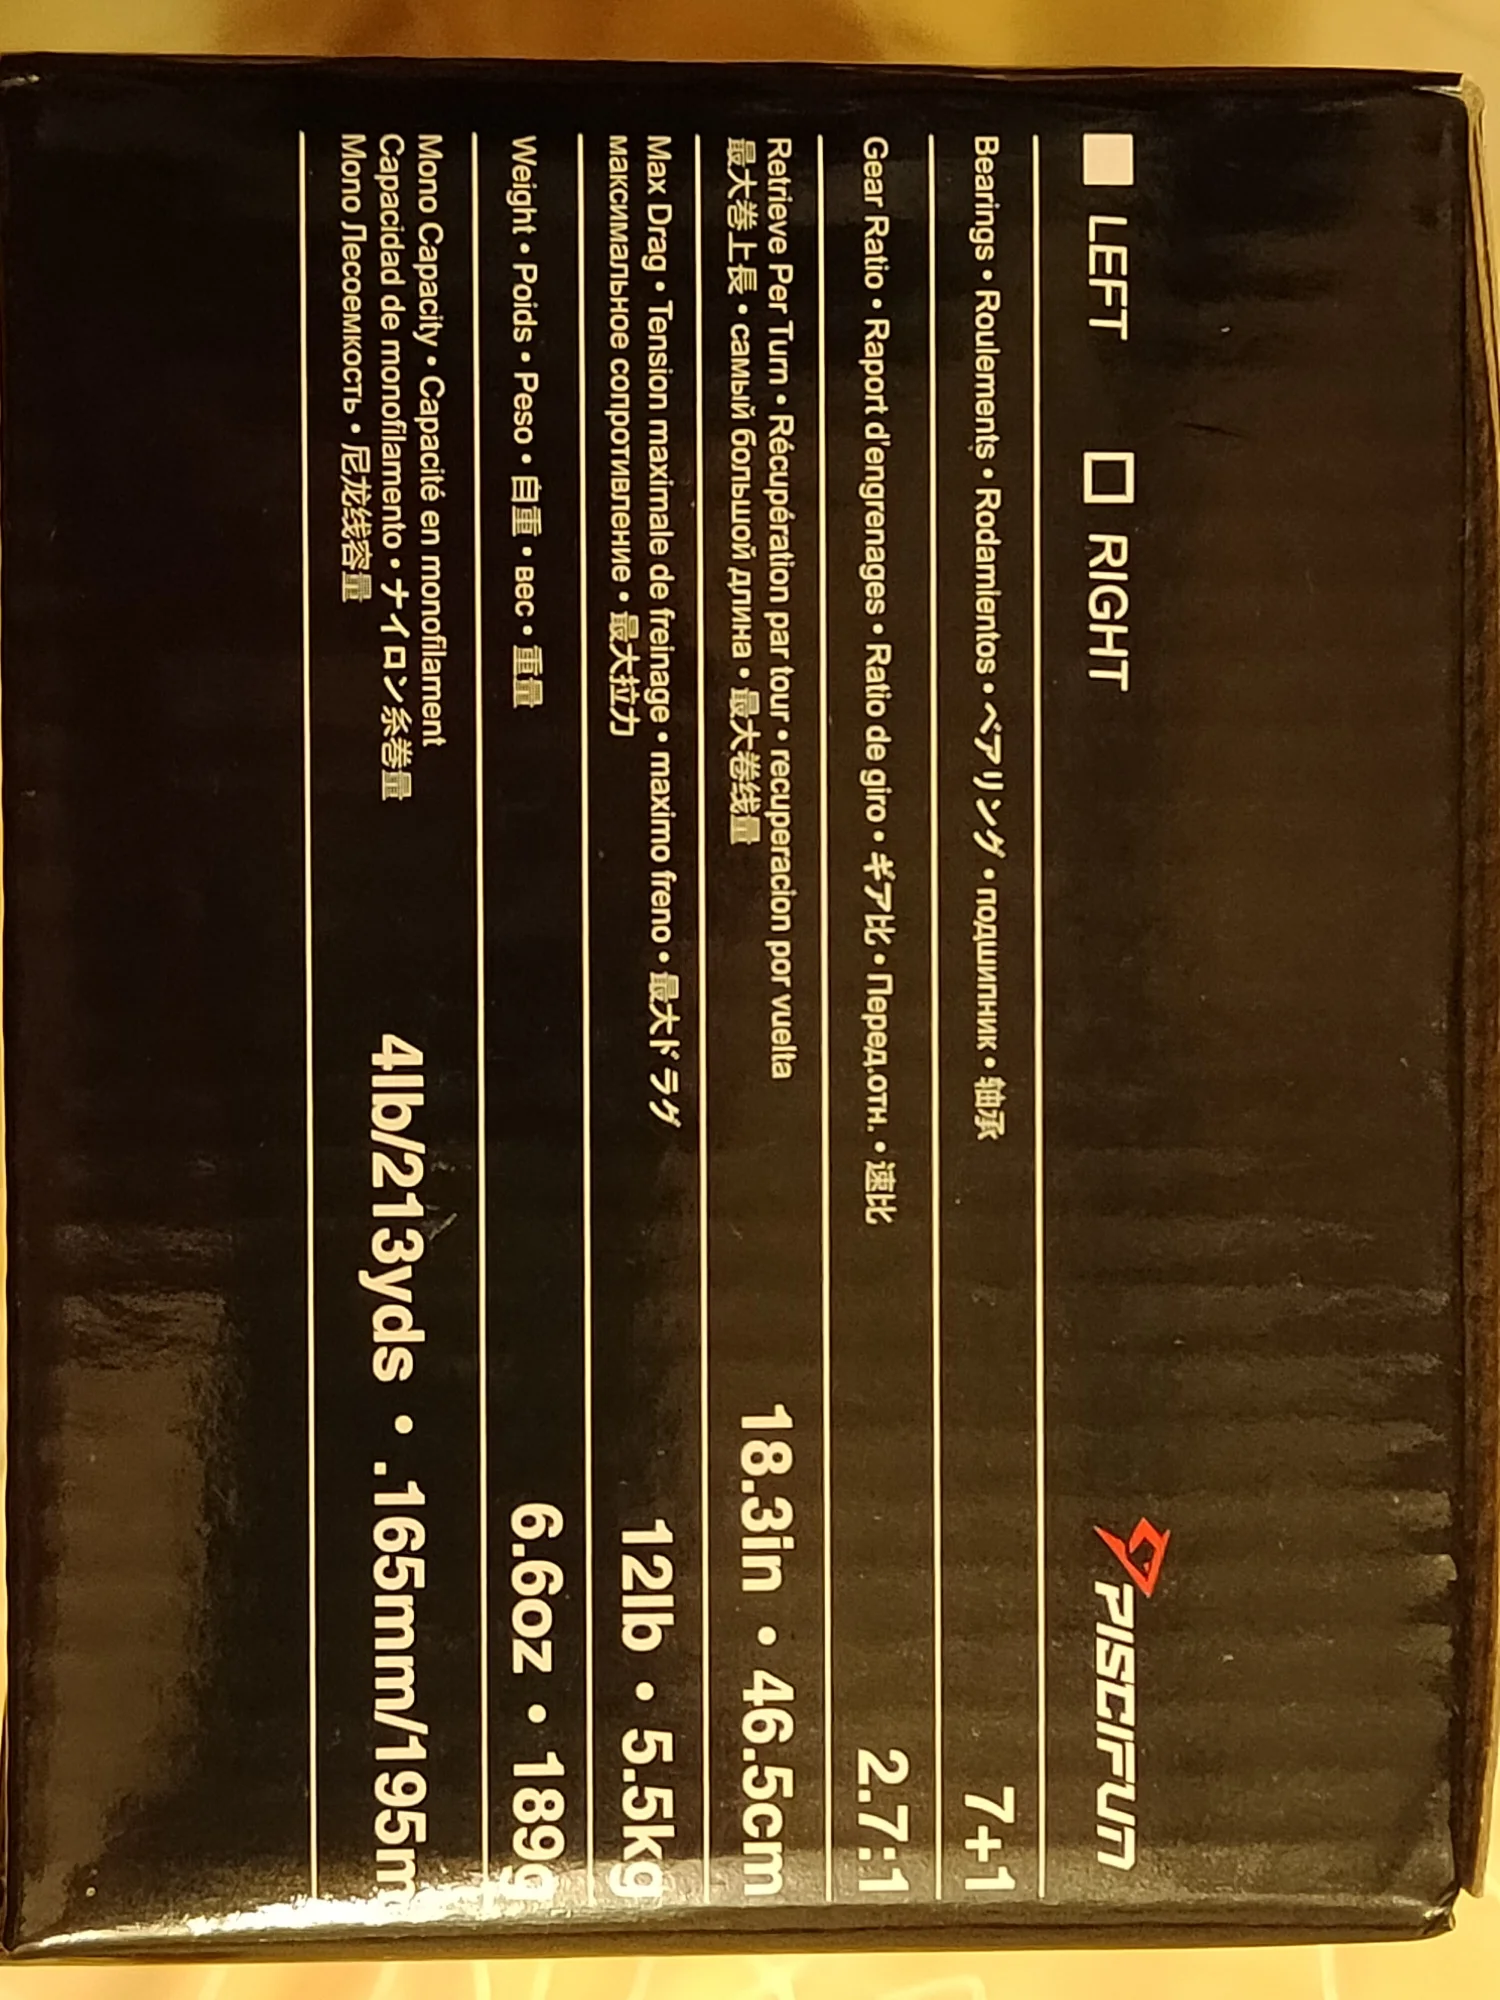 LEFT RIGHT PISCIFUN
Bearings • Roulements • Rodamientos • ベアリング • подшипник • 轴承 7+1
Gear Ratio • Raport d'engrenages • Ratio de giro • ギア比 • Перед.отн. • 速比 2.7:1
Retrieve Per Turn • Récupération par tour • recuperacion por vuelta
最大巻上長 • самый большой длина • 最大卷线量
18.3in • 46.5cm
Max Drag • Tension maximale de freinage • maximo freno • 最大ドラグ
максимальное сопротивление • 最大拉力
12lb • 5.5kg
Weight • Poids • Peso • 自重 • вес • 重量 6.6oz • 189g
Mono Capacity • Capacité en monofilament
Capacidad de monofilamento • ナイロン糸巻量
Mono Лесоемкость • 尼龙线容量
4lb/213yds • .165mm/195m